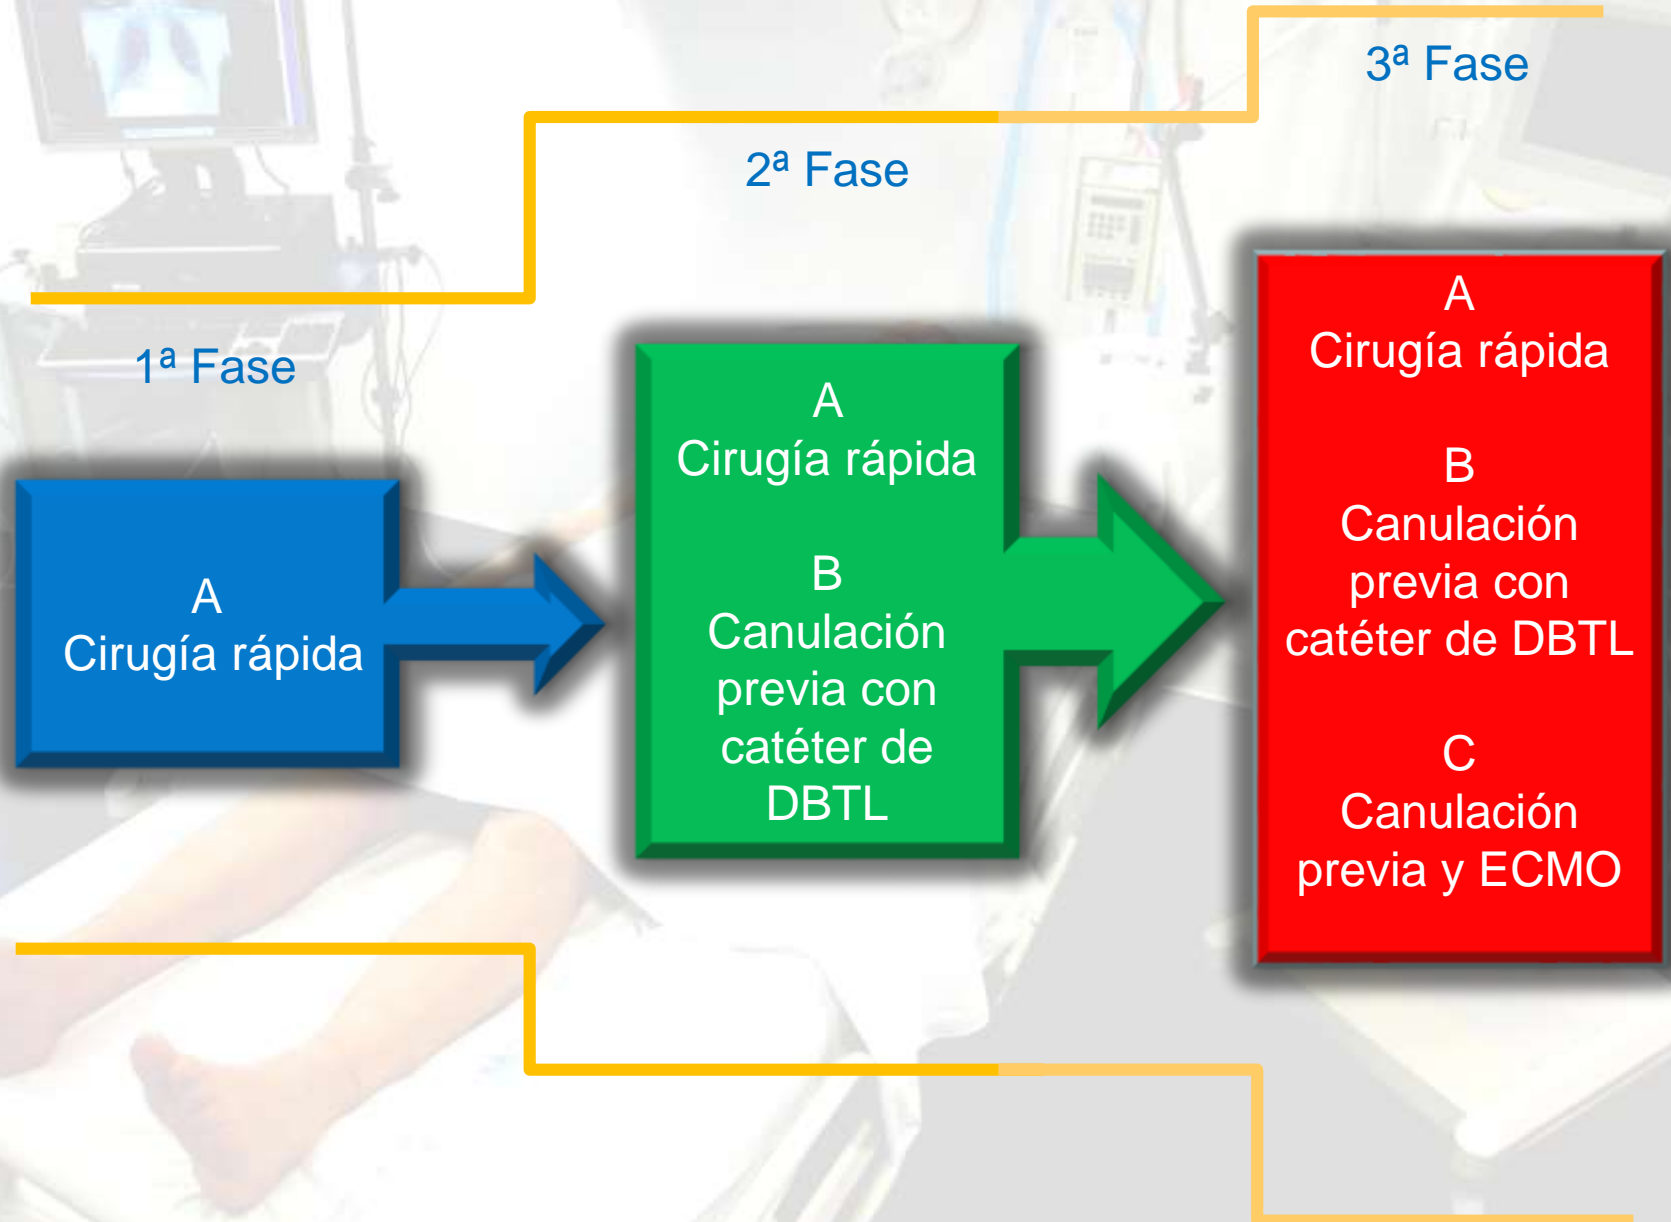 1ª Fase
A
Cirugía rápida
2ª Fase
A
Cirugía rápida
B
Canulación
previa con
catéter de
DBTL
3ª Fase
A
Cirugía rápida
B
Canulación
previa con
catéter de DBTL
C
Canulación
previa y ECMO